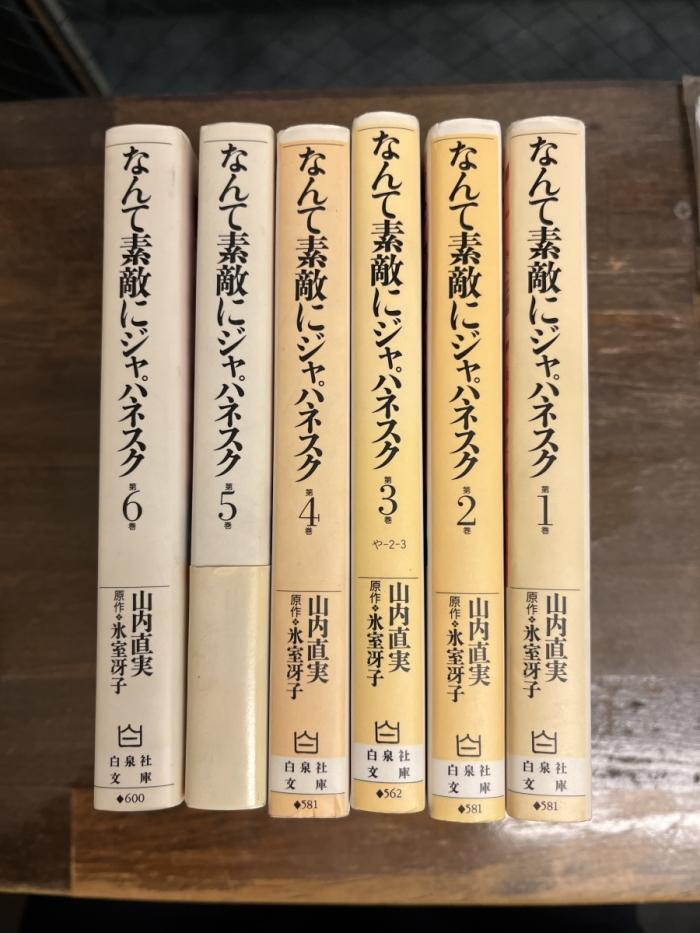 なんて素敵にジャパネスク
第6巻
山内直実
原作❖氷室冴子
白泉社
文庫
◆600
なんて素敵にジャパネスク
第5巻
なんて素敵にジャパネスク
第4巻
山内直実
原作❖氷室冴子
白泉社
文庫
◆581
なんて素敵にジャパネスク
第3巻
や-2-3
山内直実
原作❖氷室冴子
白泉社
文庫
◆562
なんて素敵にジャパネスク
第2巻
山内直実
原作❖氷室冴子
白泉社
文庫
◆581
なんて素敵にジャパネスク
第1巻
山内直実
原作❖氷室冴子
白泉社
文庫
◆581